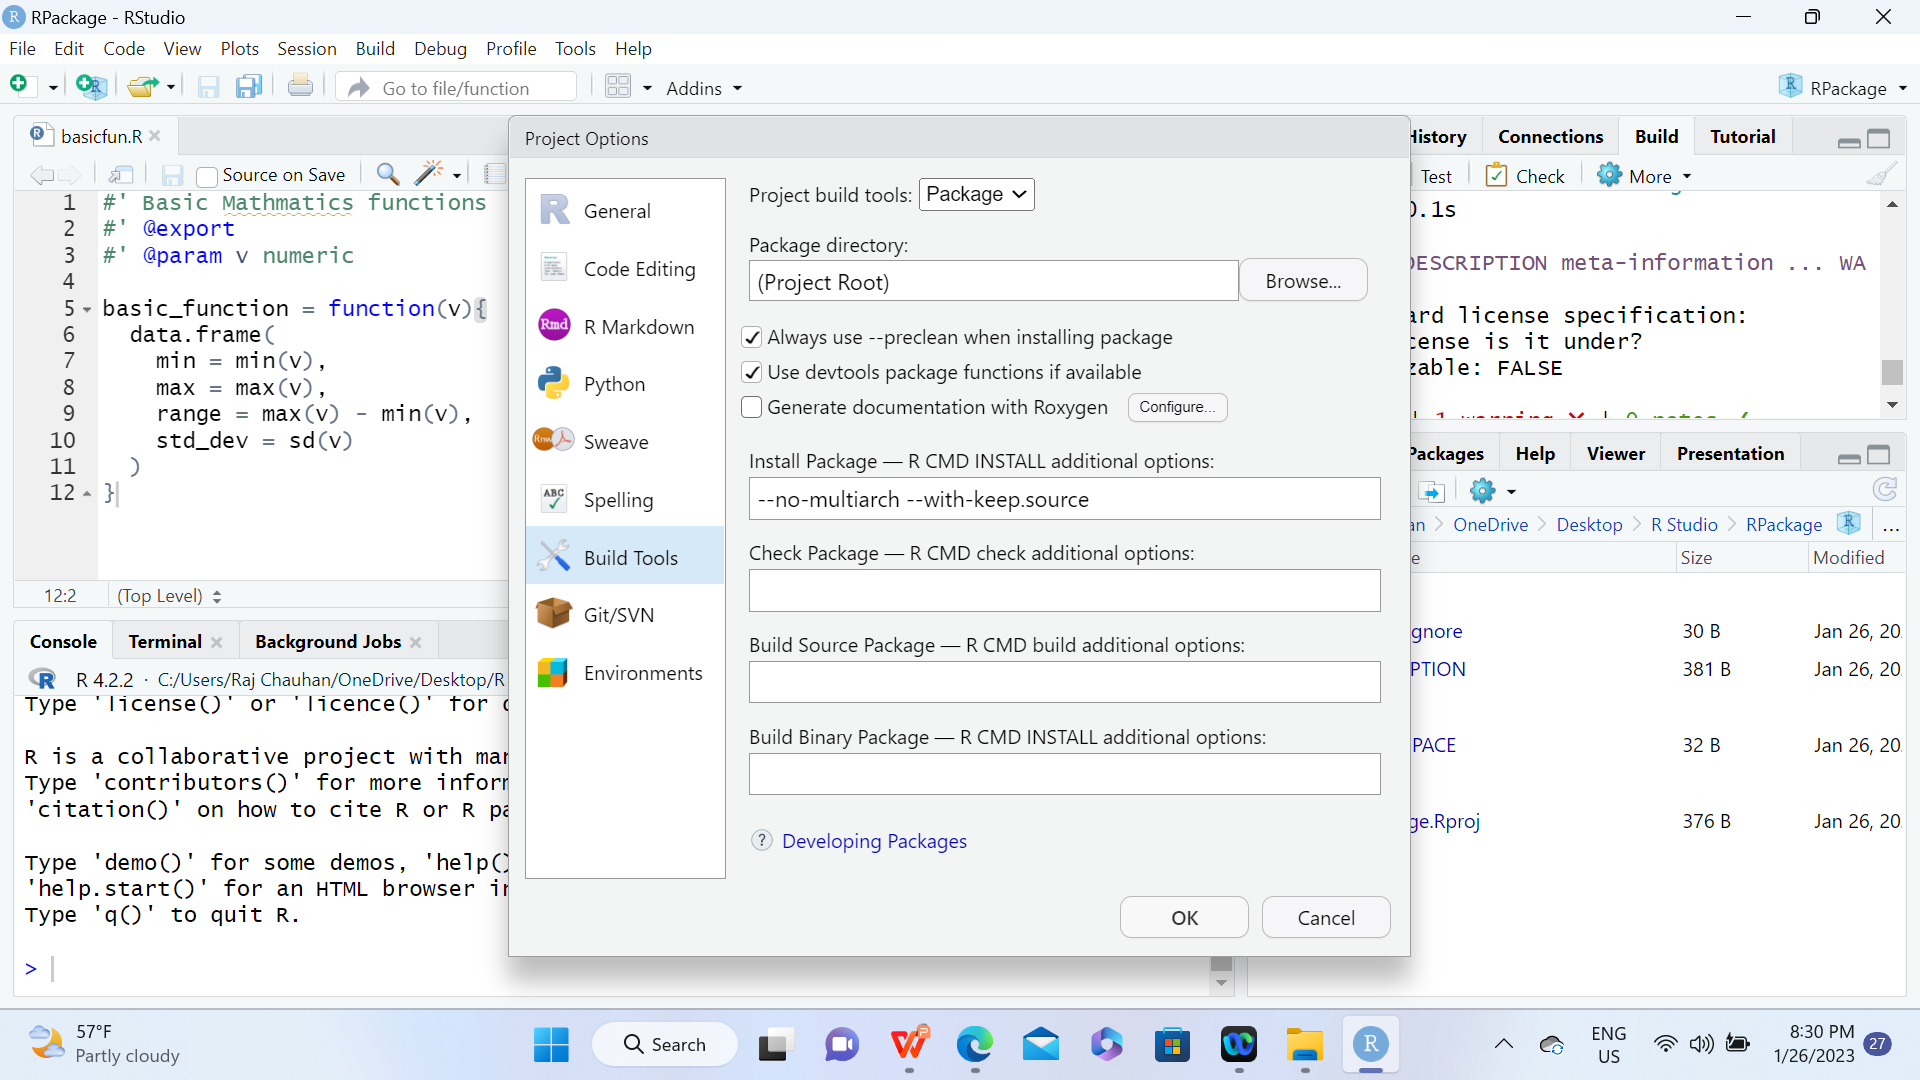 RPackage - RStudio
File Edit Code View Plots Session Build Debug Profile Tools Help
Go to file/function Addins RPackage
basicfun.R
Source on Save
1 #' Basic Mathmatics functions
2 #' @export
3 #' @param v numeric
4
5 basic_function = function(v){
6 data.frame(
7 min = min(v),
8 max = max(v),
9 range = max(v) - min(v),
10 std_dev = sd(v)
11 )
12 }
12:2 (Top Level)
Console Terminal Background Jobs
R 4.2.2 · C:/Users/Raj Chauhan/OneDrive/Desktop/R
Type 'license()' or 'licence()' for
R is a collaborative project with
Type 'contributors()' for more
'citation()' on how to cite R or R
Type 'demo()' for some demos, 'help()
'help.start()' for an HTML browser
Type 'q()' to quit R.
>
Project Options
General
Code Editing
Rmd R Markdown
Python
Rnw Sweave
ABC Spelling
Build Tools
Git/SVN
Environments
Project build tools: Package
Package directory:
(Project Root) Browse...
Always use --preclean when installing package
Use devtools package functions if available
Generate documentation with Roxygen Configure...
Install Package — R CMD INSTALL additional options:
--no-multiarch --with-keep.source
Check Package — R CMD check additional options:
Build Source Package — R CMD build additional options:
Build Binary Package — R CMD INSTALL additional options:
? Developing Packages
OK Cancel
History Connections Build Tutorial
Test Check More
0.1s
DESCRIPTION meta-information ... WA
ard license specification:
cense is it under?
zable: FALSE
1 warning
Packages Help Viewer Presentation
an OneDrive Desktop R Studio RPackage ...
e Size Modified
gnore 30 B Jan 26, 20
PTION 381 B Jan 26, 20
PACE 32 B Jan 26, 20
ge.Rproj 376 B Jan 26, 20
57°F
Partly cloudy
Search
ENG
US
8:30 PM
1/26/2023
27